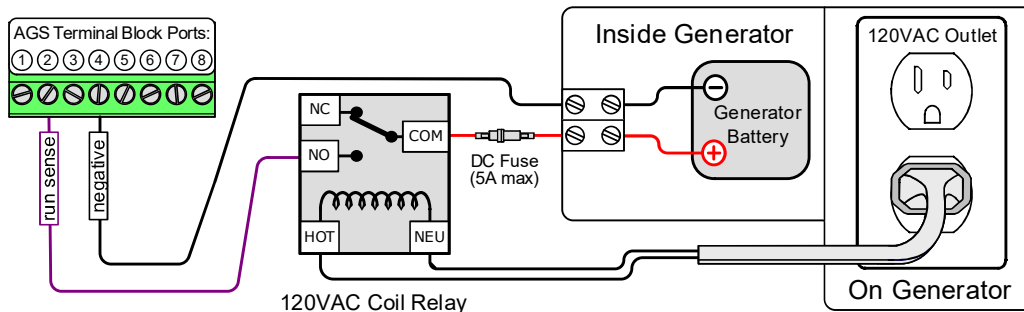 AGS Terminal Block Ports:
1 2 3 4 5 6 7 8
run sense
negative
NC
NO
COM
HOT
NEU
120VAC Coil Relay
DC Fuse
(5A max)
Inside Generator
Generator
Battery
120VAC Outlet
On Generator